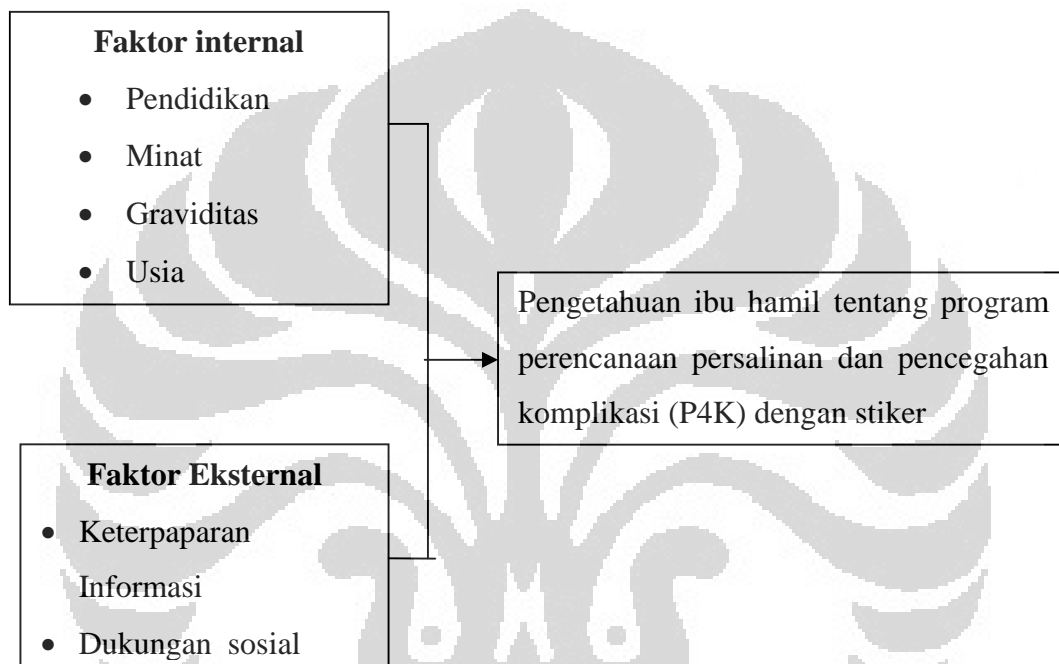 Faktor internal
• Pendidikan
• Minat
• Graviditas
• Usia
Pengetahuan ibu hamil tentang program
perencanaan persalinan dan pencegahan
komplikasi (P4K) dengan stiker
Faktor Eksternal
• Keterpaparan
Informasi
• Dukungan sosial